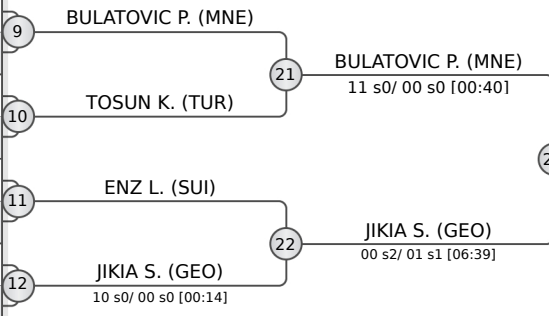 BULATOVIC P. (MNE)
9
BULATOVIC P. (MNE)
21
11 s0/ 00 s0 [00:40]
TOSUN K. (TUR)
10
ENZ L. (SUI)
11
JIKIA S. (GEO)
22
00 s2/ 01 s1 [06:39]
JIKIA S. (GEO)
12
10 s0/ 00 s0 [00:14]